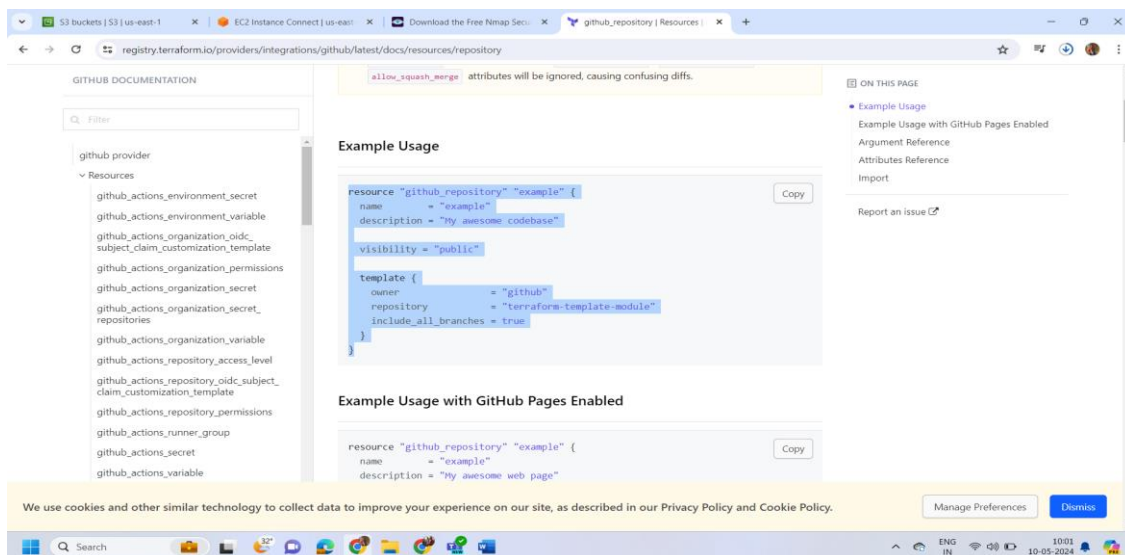 S3 buckets | S3 | us-east-1
EC2 Instance Connect | us-east
Download the Free Nmap Secu
github_repository | Resources |
registry.terraform.io/providers/integrations/github/latest/docs/resources/repository
GITHUB DOCUMENTATION
Filter
github provider
Resources
github_actions_environment_secret
github_actions_environment_variable
github_actions_organization_oidc_
subject_claim_customization_template
github_actions_organization_permissions
github_actions_organization_secret
github_actions_organization_secret_
repositories
github_actions_organization_variable
github_actions_repository_access_level
github_actions_repository_oidc_subject_
claim_customization_template
github_actions_repository_permissions
github_actions_runner_group
github_actions_secret
github_actions_variable
allow_squash_merge attributes will be ignored, causing confusing diffs.
Example Usage
Copy
resource "github_repository" "example" {
  name        = "example"
  description = "My awesome codebase"
  visibility = "public"
  template {
    owner                = "github"
    repository           = "terraform-template-module"
    include_all_branches = true
  }
}
Example Usage with GitHub Pages Enabled
Copy
resource "github_repository" "example" {
  name        = "example"
  description = "My awesome web page"
ON THIS PAGE
Example Usage
Example Usage with GitHub Pages Enabled
Argument Reference
Attributes Reference
Import
Report an issue
We use cookies and other similar technology to collect data to improve your experience on our site, as described in our Privacy Policy and Cookie Policy.
Manage Preferences
Dismiss
Search
32°
ENG
IN
10:01
10-05-2024